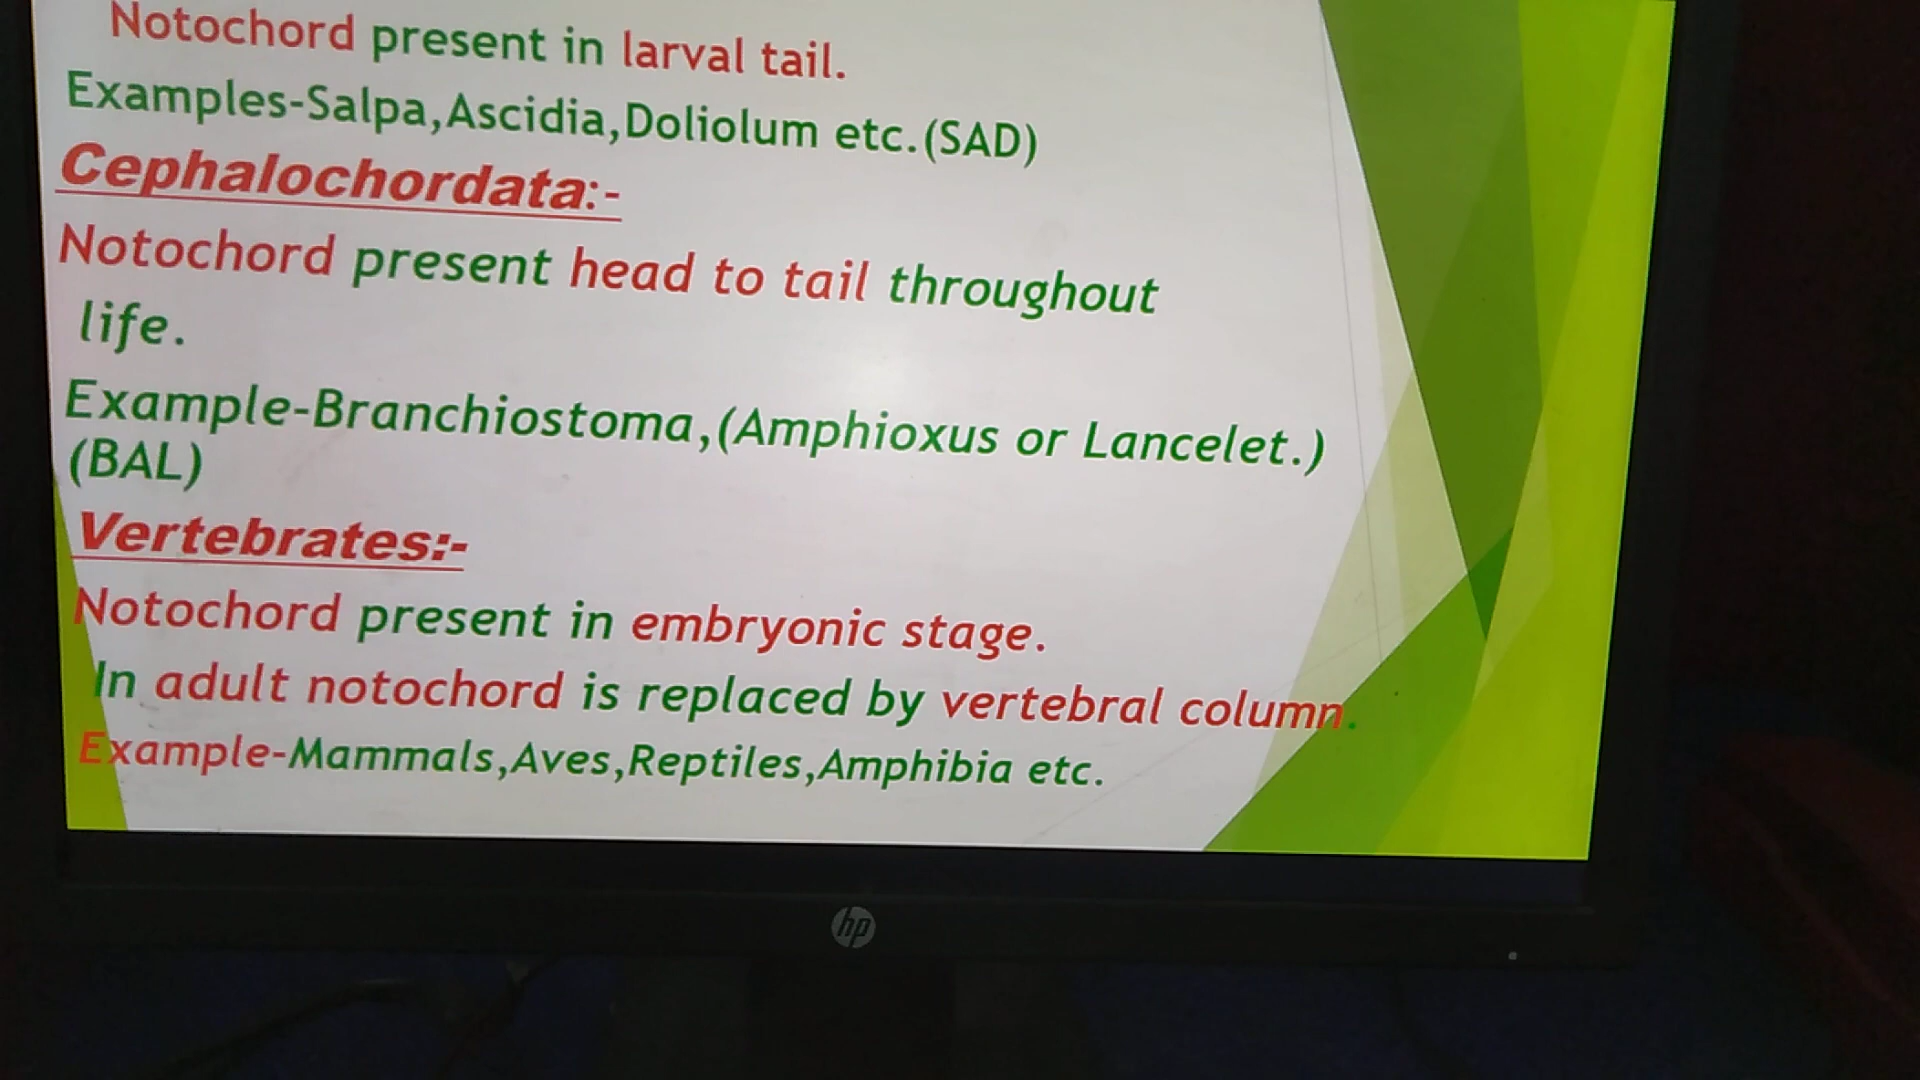 Notochord present in larval tail.
Examples-Salpa,Ascidia,Doliolum etc.(SAD)
Cephalochordata:-
Notochord present head to tail throughout
life.
Example-Branchiostoma,(Amphioxus or Lancelet.)
(BAL)
Vertebrates:-
Notochord present in embryonic stage.
In adult notochord is replaced by vertebral column.
Example-Mammals,Aves,Reptiles,Amphibia etc.
hp